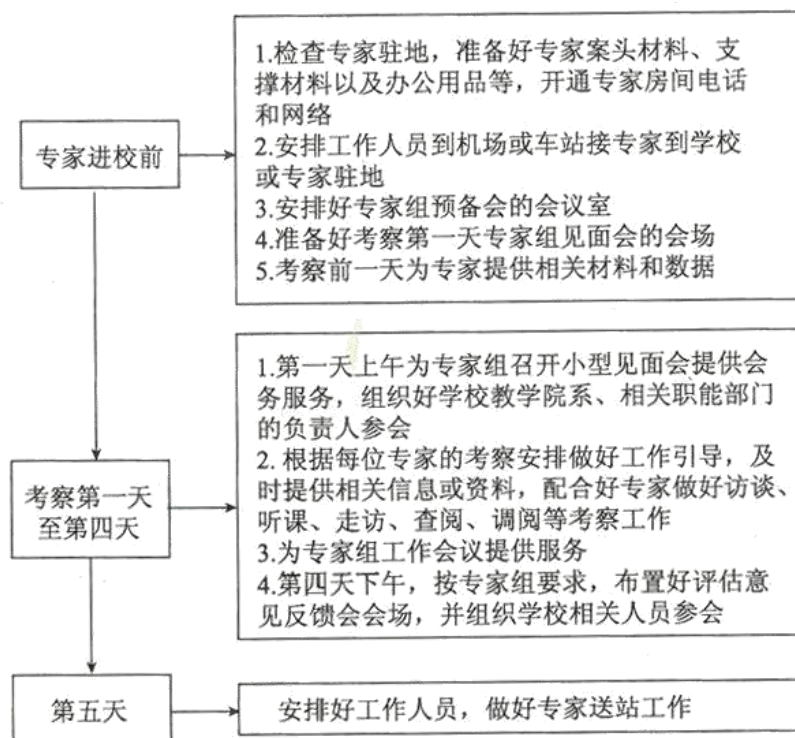 专家进校前
1.检查专家驻地，准备好专家案头材料、支
撑材料以及办公用品等，开通专家房间电话
和网络
2.安排工作人员到机场或车站接专家到学校
或专家驻地
3.安排好专家组预备会的会议室
4.准备好考察第一天专家组见面会的会场
5.考察前一天为专家提供相关材料和数据
考察第一天
至第四天
1.第一天上午为专家组召开小型见面会提供会
务服务，组织好学校教学院系、相关职能部门
的负责人参会
2. 根据每位专家的考察安排做好工作引导，及
时提供相关信息或资料，配合好专家做好访谈、
听课、走访、查阅、调阅等考察工作
3.为专家组工作会议提供服务
4.第四天下午，按专家组要求，布置好评估意
见反馈会会场，并组织学校相关人员参会
第五天
安排好工作人员，做好专家送站工作